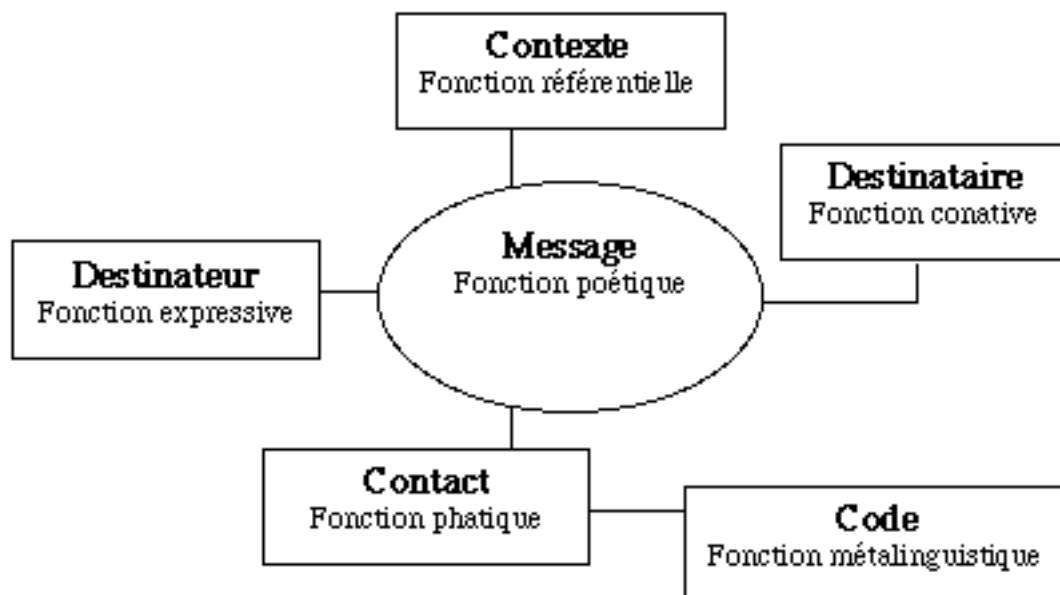 Contexte
Fonction référentielle
Destinataire
Fonction conative
Message
Fonction poétique
Destinateur
Fonction expressive
Contact
Fonction phatique
Code
Fonction métalinguistique